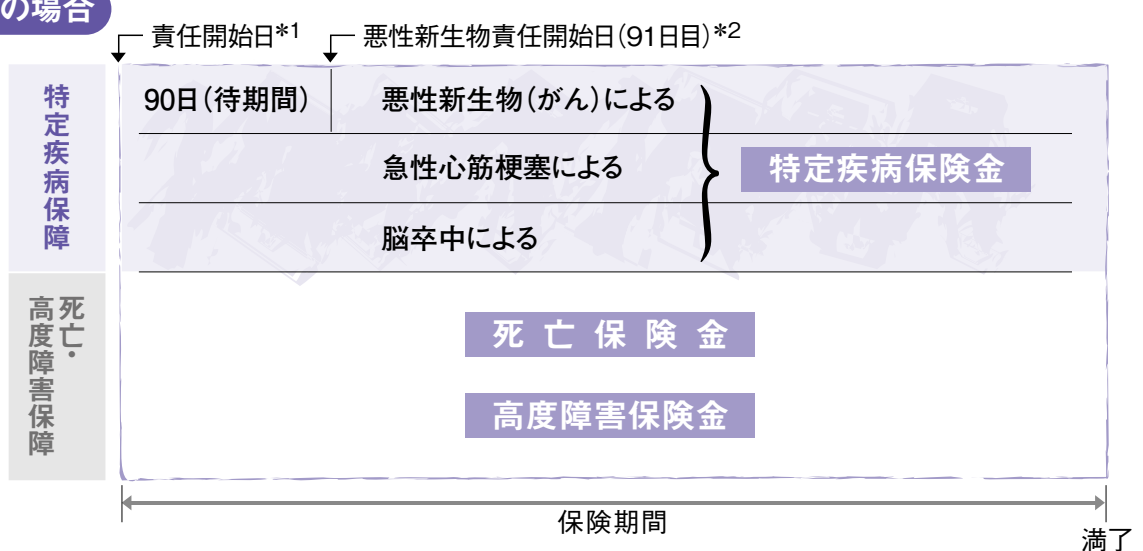 の場合
責任開始日*1
悪性新生物責任開始日(91日目)*2
特定疾病保障
90日(待期間)
悪性新生物(がん)による
急性心筋梗塞による
脳卒中による
特定疾病保険金
死亡・
高度障害保障
死亡保険金
高度障害保険金
保険期間
満了